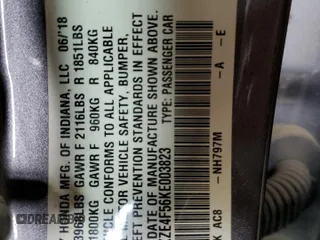 HONDA MFG. OF INDIANA, LLC 06/'18
LBS GAWR F 2116LBS R 1851LBS
1800KG GAWR F 960KG R 840KG
VEHICLE CONFORMS TO ALL APPLICABLE
MOTOR VEHICLE SAFETY, BUMPER,
THEFT PREVENTION STANDARDS IN EFFECT
DATE OF MANUFACTURE SHOWN ABOVE.
ZE4F56KE003823 TYPE: PASSENGER CAR
AC8 -NH797M -A -E